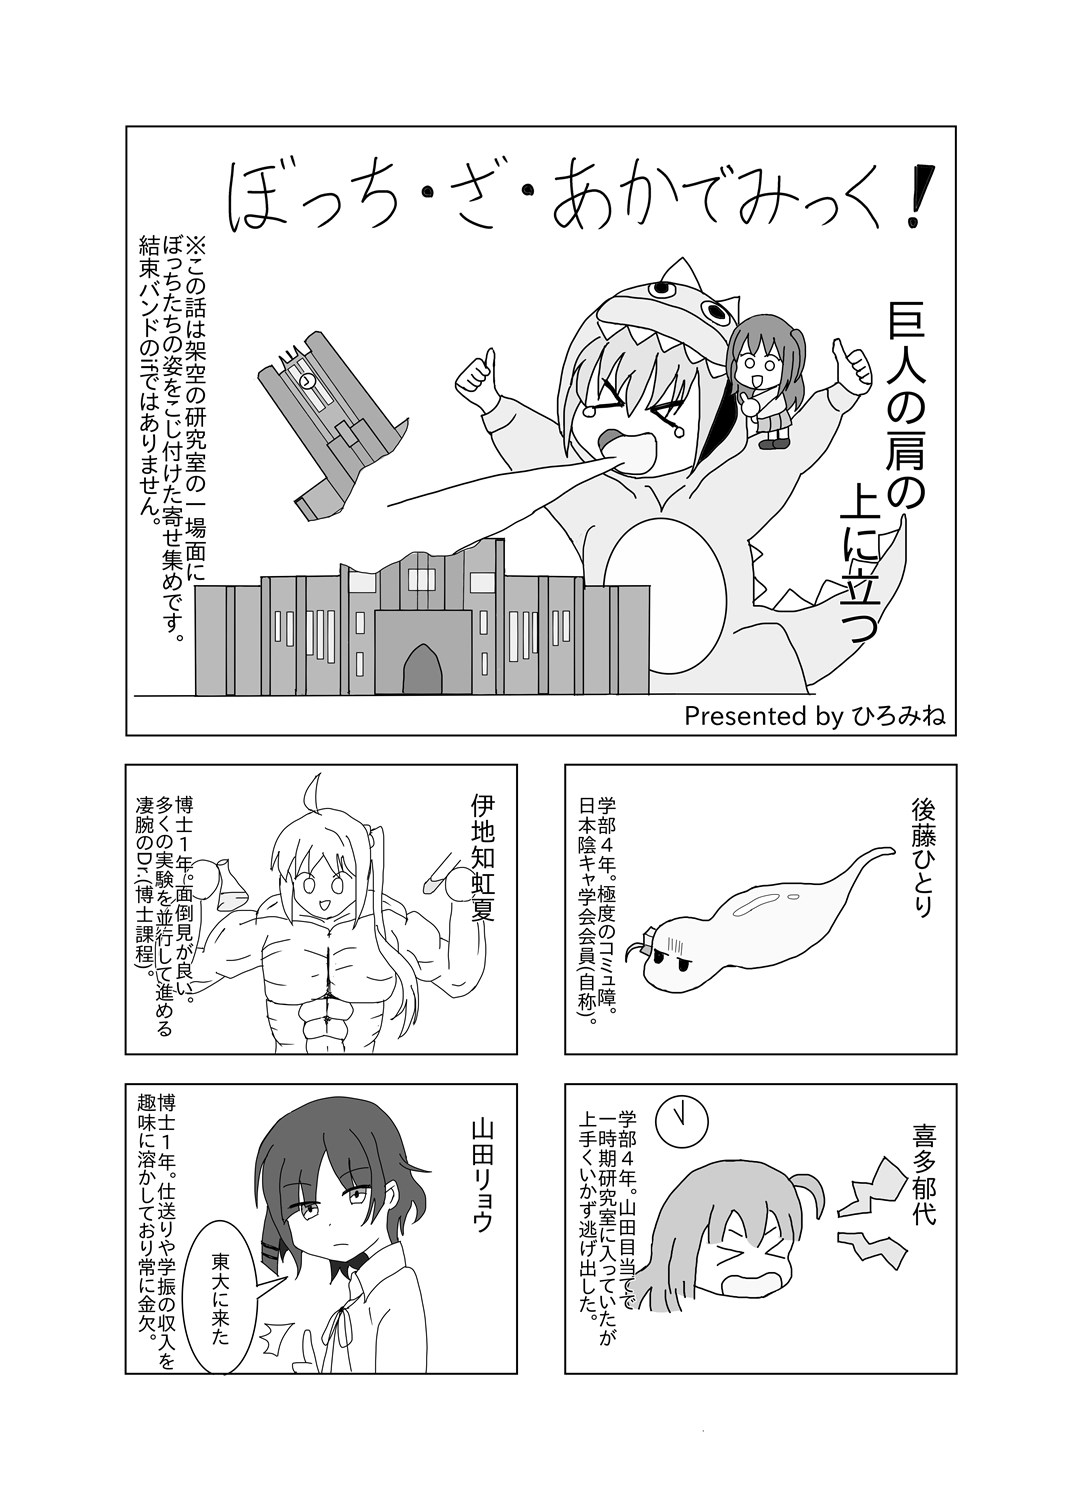 ぼっち・ざ・あかでみっく!
巨人の肩の
上に立つ
※この話は架空の研究室の一場面に
ぼっちたちの姿をこじ付けた寄せ集めです。
結束バンドのifではありません。
Presented by ひろみね
後藤ひとり
学部4年。極度のコミュ障。
日本陰キャ学会会員(自称)。
伊地知虹夏
博士1年。面倒見が良い。
多くの実験を並行して進める
凄腕のDr.(博士課程)。
喜多郁代
学部4年。山田目当てで
一時期研究室に入っていたが
上手くいかず逃げ出した。
山田リョウ
博士1年。仕送りや学振の収入を
趣味に溶かしており常に金欠。
東大に来た